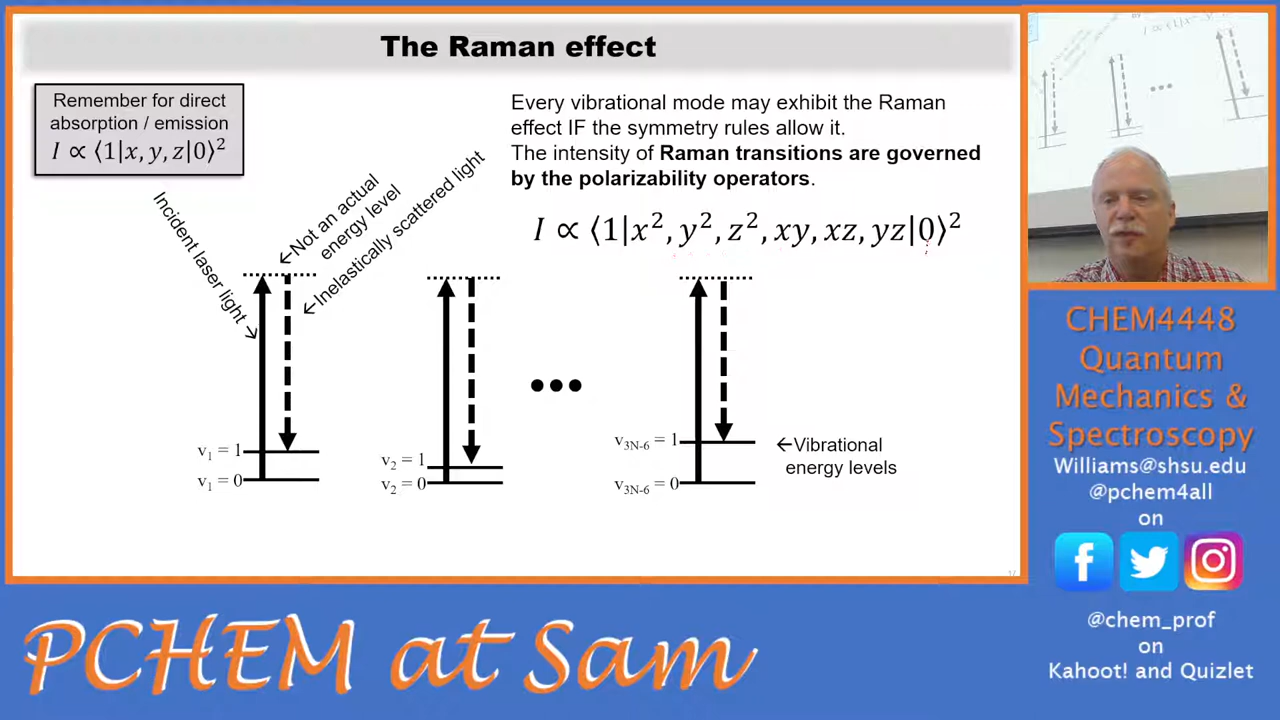 The Raman effect
Remember for direct
absorption / emission
I ∝ ⟨1|x, y, z|0⟩²
Every vibrational mode may exhibit the Raman
effect IF the symmetry rules allow it.
The intensity of Raman transitions are governed
by the polarizability operators.
I ∝ ⟨1|x², y², z², xy, xz, yz|0⟩²
Incident laser light →
←Not an actual
energy level
←Inelastically scattered light
v₁ = 1
v₁ = 0
v₂ = 1
v₂ = 0
•••
v₃N-6 = 1
v₃N-6 = 0
←Vibrational
energy levels
CHEM4448
Quantum
Mechanics &
Spectroscopy
Williams@shsu.edu
@pchem4all
on
@chem_prof
on
Kahoot! and Quizlet
PCHEM at Sam